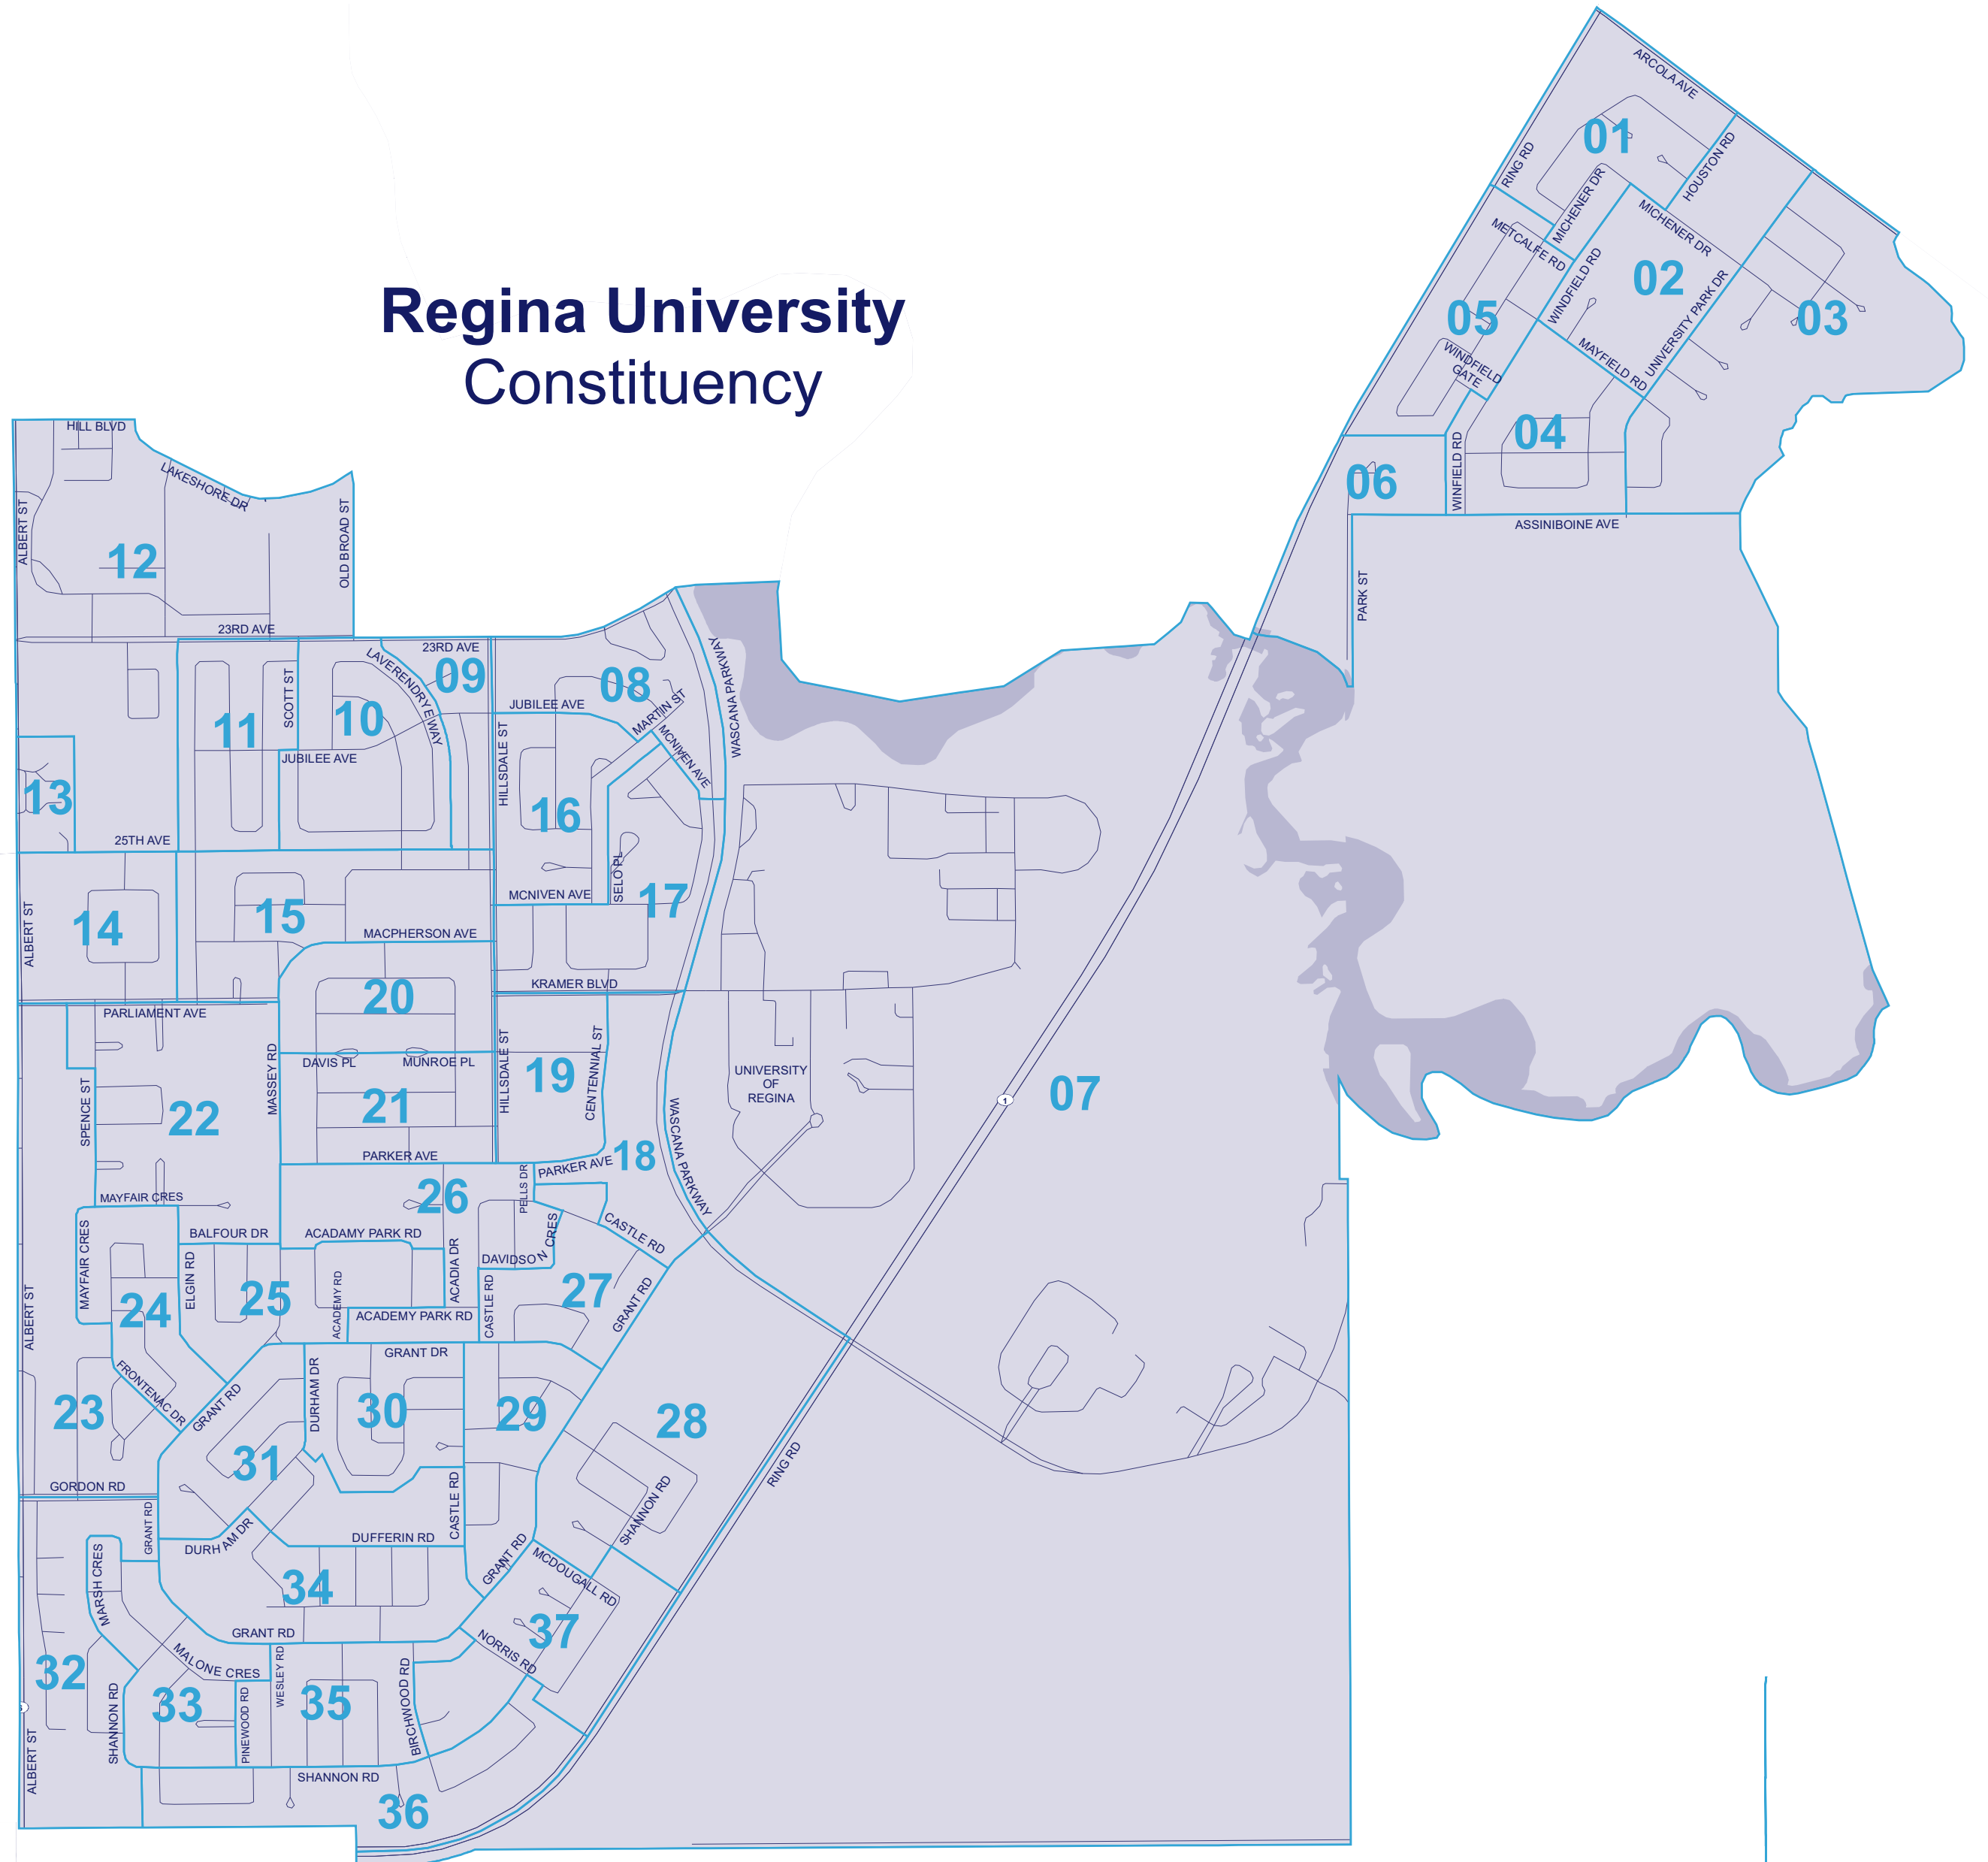 ARCOLA AVE
01
RING RD
HOUSTON RD
MICHENER DR
MICHENER DR
METCALFE RD
WINDFIELD RD
02
UNIVERSITY PARK DR
03
05
Regina University
Constituency
WINDFIELD
GATE
MAYFIELD RD
04
HILL BLVD
LAKESHORE DR
06
WINFIELD RD
ASSINIBOINE AVE
ALBERT ST
OLD BROAD ST
12
PARK ST
23RD AVE
23RD AVE
LAVERENDRYE WAY
09
08
WASCANA PARKWAY
SCOTT ST
11
10
JUBILEE AVE
MARTIN ST
MCNIVEN AVE
JUBILEE AVE
HILLSDALE ST
13
16
25TH AVE
SELO PL
MCNIVEN AVE
17
ALBERT ST
14
15
MACPHERSON AVE
20
KRAMER BLVD
PARLIAMENT AVE
DAVIS PL
MUNROE PL
MASSEY RD
HILLSDALE ST
19
CENTENNIAL ST
UNIVERSITY
OF
REGINA
07
1
SPENCE ST
22
21
PARKER AVE
PARKER AVE
18
WASCANA PARKWAY
26
PELLS DR
MAYFAIR CRES
MAYFAIR CRES
BALFOUR DR
ACADAMY PARK RD
CASTLE RD
DAVIDSON CRES
ACADIA DR
ELGIN RD
25
24
ACADEMY RD
ACADEMY PARK RD
CASTLE RD
27
GRANT RD
ALBERT ST
GRANT DR
FRONTENAC DR
GRANT RD
DURHAM DR
23
30
29
28
31
RING RD
GORDON RD
GRANT RD
CASTLE RD
SHANNON RD
DURHAM DR
DUFFERIN RD
GRANT RD
MCDOUGALL RD
MARSH CRES
34
37
GRANT RD
NORRIS RD
MALONE CRES
WESLEY RD
32
SHANNON RD
33
PINEWOOD RD
35
BIRCHWOOD RD
ALBERT ST
SHANNON RD
36